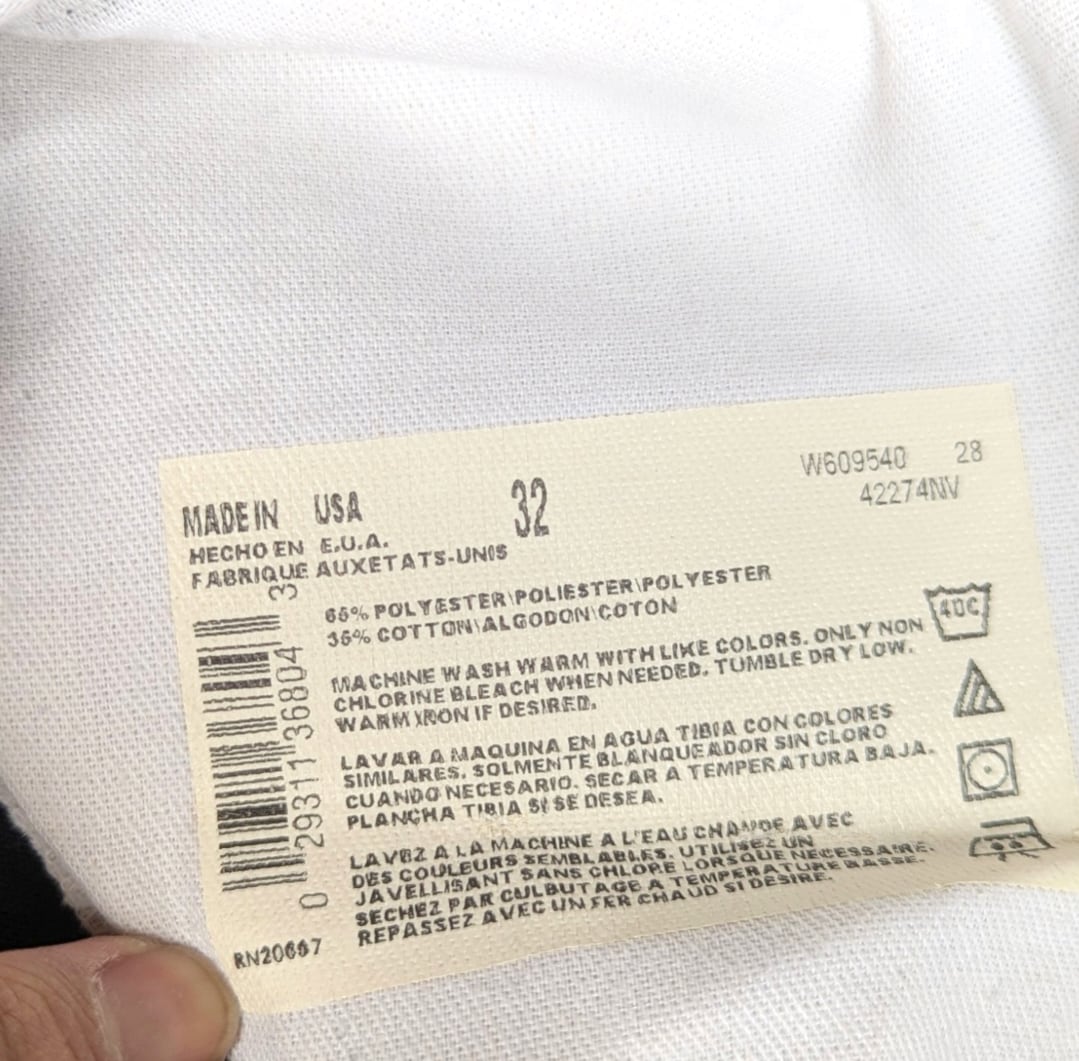 MADE IN USA 32 W609540 28
HECHO EN E.U.A. 42274NV
FABRIQUE AUX ETATS-UNIS
65% POLYESTER\POLIESTER\POLYESTER
35% COTTON\ALGODON\COTON
MACHINE WASH WARM WITH LIKE COLORS. ONLY NON
CHLORINE BLEACH WHEN NEEDED. TUMBLE DRY LOW.
WARM IRON IF DESIRED.
LAVAR A MAQUINA EN AGUA TIBIA CON COLORES
SIMILARES. SOLMENTE BLANQUEADOR SIN CLORO
CUANDO NECESARIO. SECAR A TEMPERATURA BAJA.
PLANCHA TIBIA SI SE DESEA.
LAVEZ A LA MACHINE A L'EAU CHAUDE AVEC
DES COULEURS SEMBLABLES. UTILISEZ UN
JAVELLISANT SANS CHLORE LORSQUE NECESSAIRE.
SECHEZ PAR CULBUTAGE A TEMPERATURE BASSE.
REPASSEZ AVEC UN FER CHAUD SI DESIRE.
40C
0 29311 36804 3
RN20667